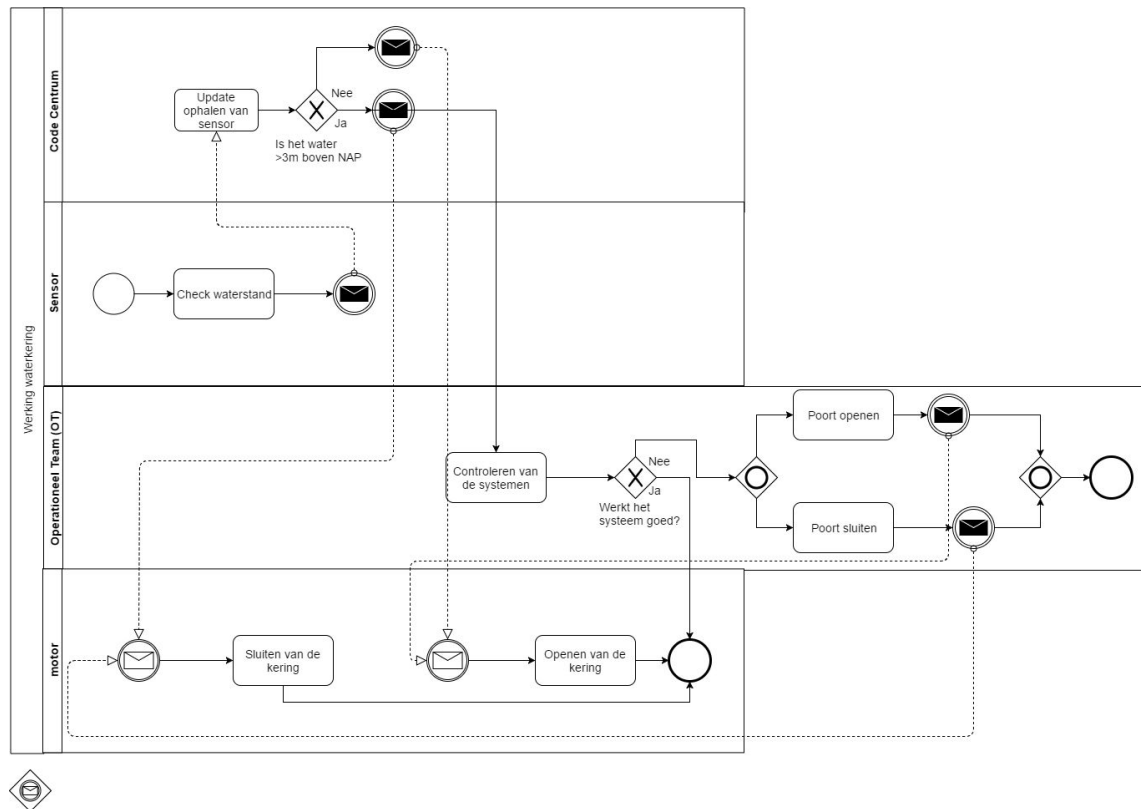 Werking waterkering
Code Centrum
Update
ophalen van
sensor
Nee
Ja
Is het water
>3m boven NAP
Sensor
Check waterstand
Operationeel Team (OT)
Controleren van
de systemen
Nee
Ja
Werkt het
systeem goed?
Poort openen
Poort sluiten
motor
Sluiten van de
kering
Openen van de
kering